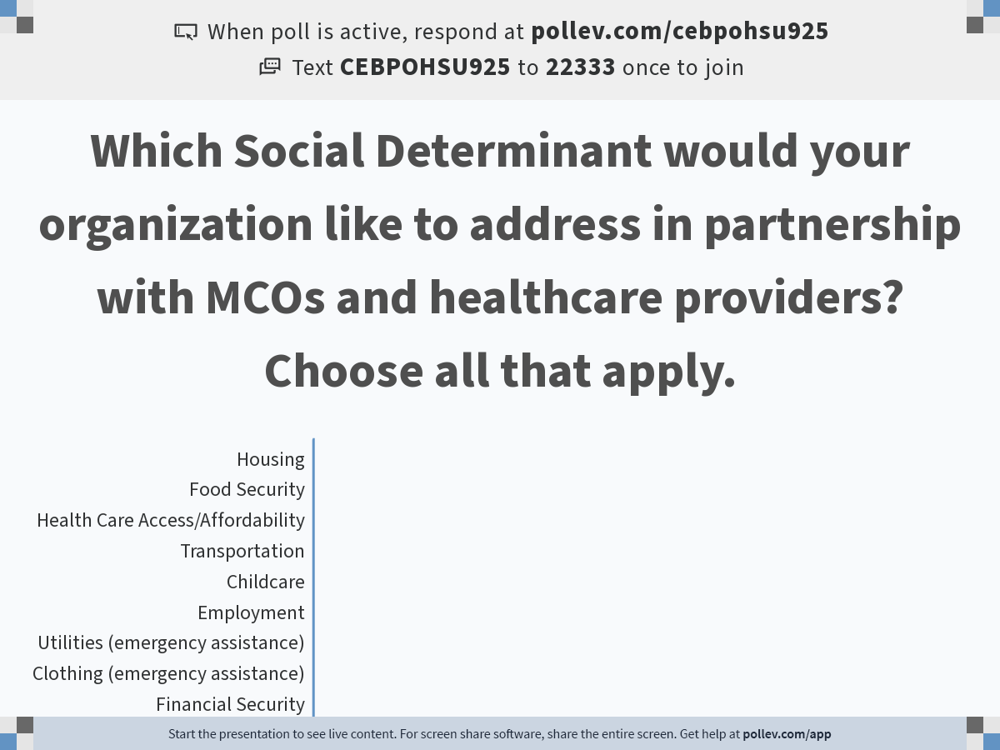 When poll is active, respond at pollev.com/cebpohsu925
Text CEBPOHSU925 to 22333 once to join
Which Social Determinant would your
organization like to address in partnership
with MCOs and healthcare providers?
Choose all that apply.
Housing
Food Security
Health Care Access/Affordability
Transportation
Childcare
Employment
Utilities (emergency assistance)
Clothing (emergency assistance)
Financial Security
Start the presentation to see live content. For screen share software, share the entire screen. Get help at pollev.com/app